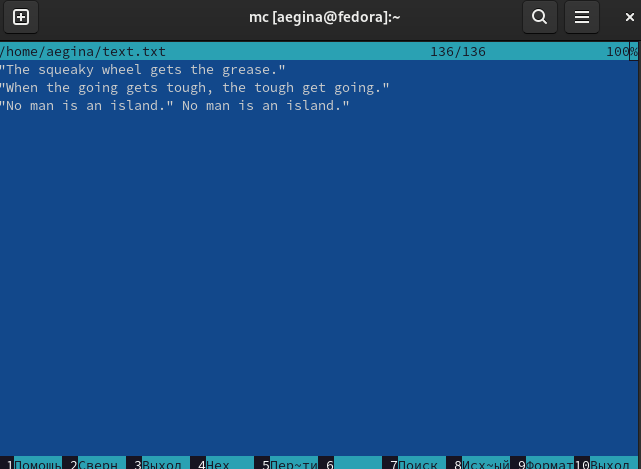 mc [aegina@fedora]:~
/home/aegina/text.txt 136/136 100%
"The squeaky wheel gets the grease."
"When the going gets tough, the tough get going."
"No man is an island." No man is an island."
1Помощь 2Сверн 3Выход 4Hex 5Пер~ти 6 7Поиск 8Исх~ый 9Формат 10Выход